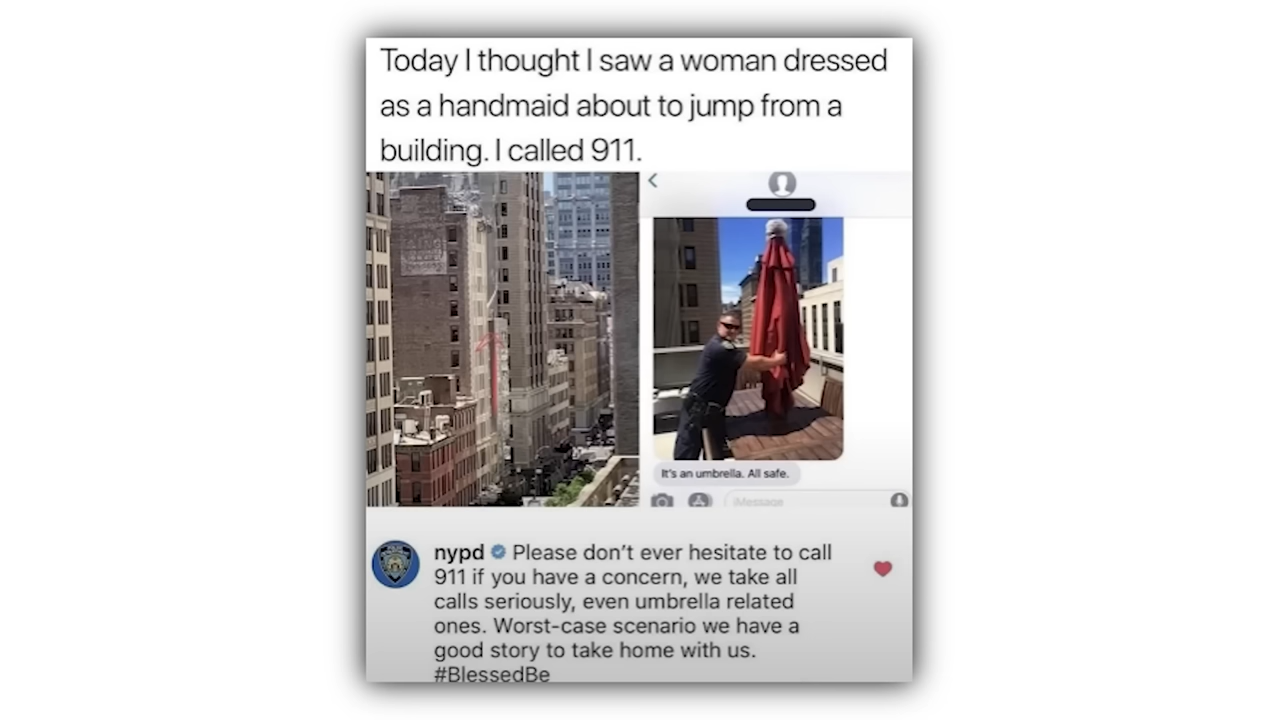 Today I thought I saw a woman dressed
as a handmaid about to jump from a
building. I called 911.
It's an umbrella. All safe.
iMessage
nypd Please don't ever hesitate to call
911 if you have a concern, we take all
calls seriously, even umbrella related
ones. Worst-case scenario we have a
good story to take home with us.
#BlessedBe